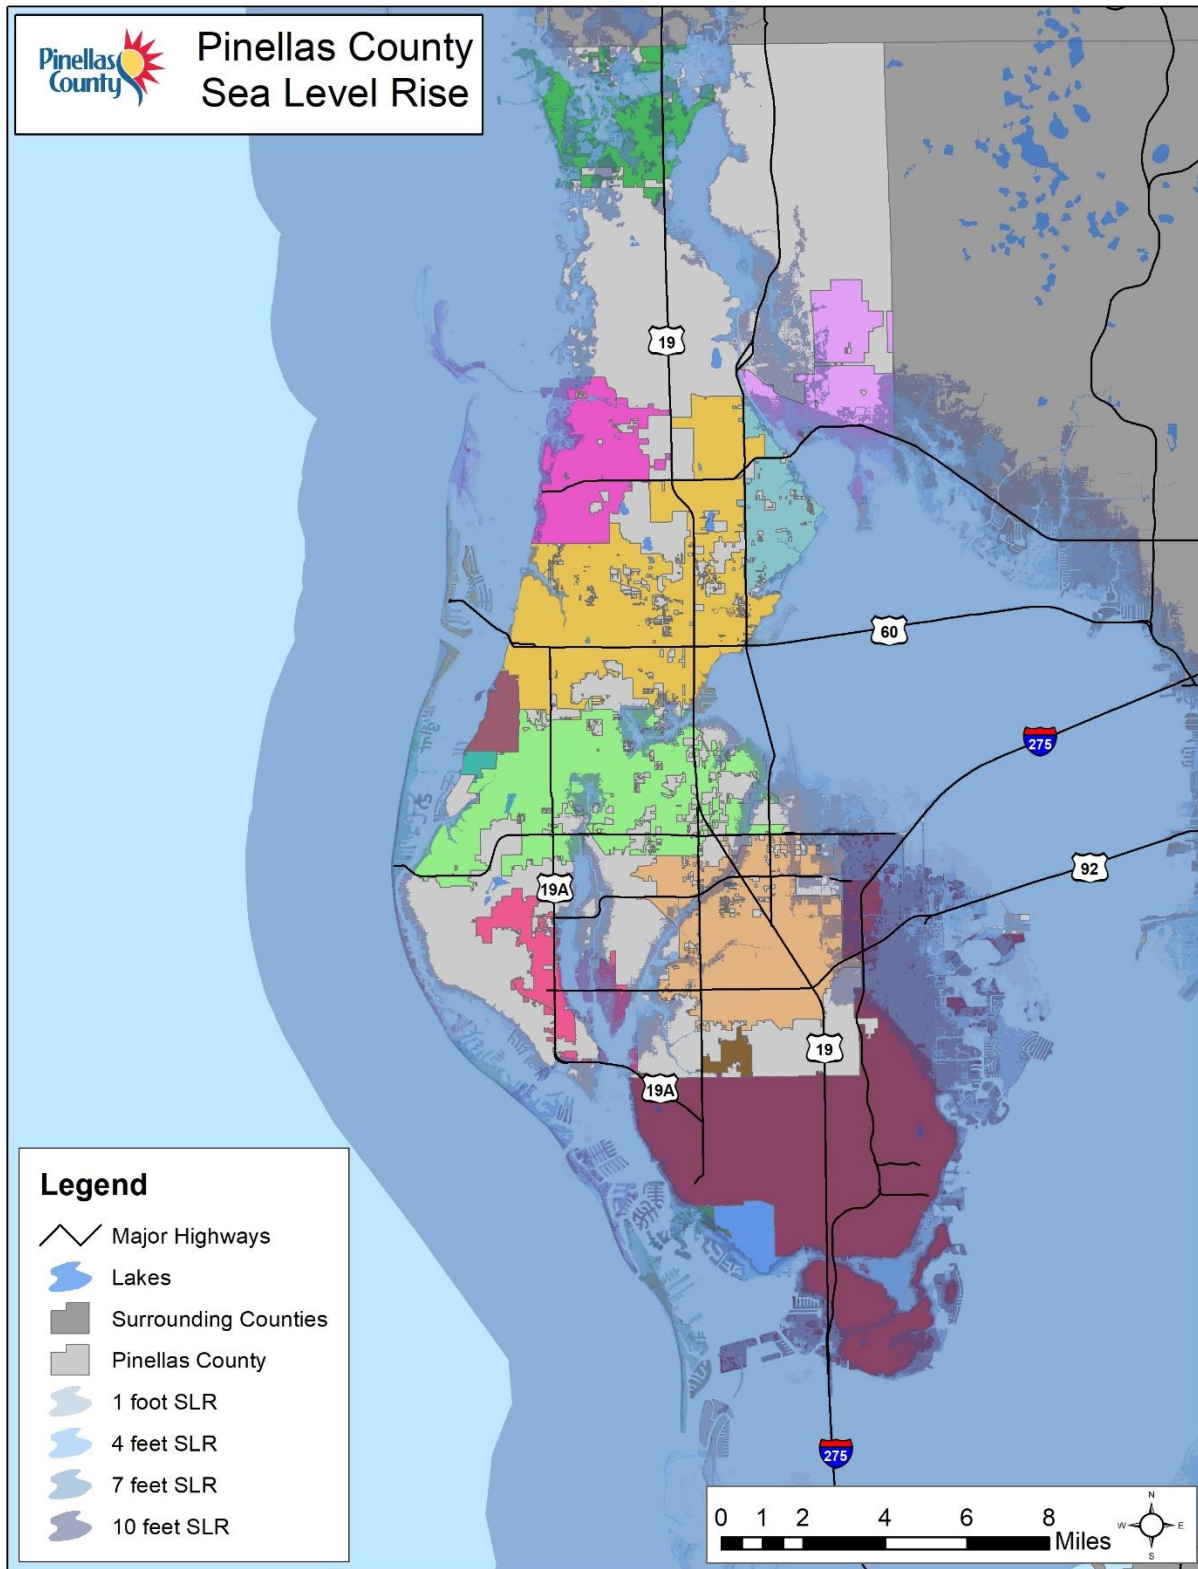 Pinellas County
Pinellas County
Sea Level Rise
19
60
275
92
19A
19
19A
275
Legend
Major Highways
Lakes
Surrounding Counties
Pinellas County
1 foot SLR
4 feet SLR
7 feet SLR
10 feet SLR
0 1 2 4 6 8
Miles
N
W E
S